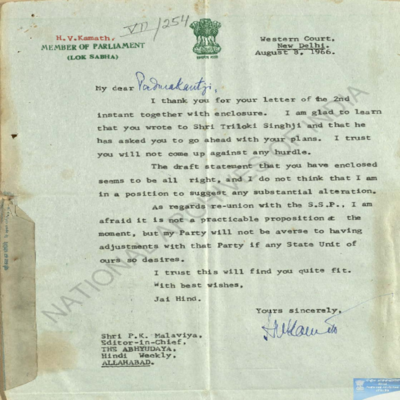 H.V.Kamath.
MEMBER OF PARLIAMENT
(LOK SABHA)
VII/254
Western Court,
New Delhi.
August 3, 1966.
My dear Padmakantji,
I thank you for your letter of the 2nd
instant together with enclosure. I am glad to learn
that you wrote to Shri Triloki Singhji and that he
has asked you to go ahead with your plans. I trust
you will not come up against any hurdle.
The draft statement that you have enclosed
seems to be all right, and I do not think that I am
in a position to suggest any substantial alteration.
As regards re-union with the S.S.P., I am
afraid it is not a practicable proposition at the
moment, but my Party will not be averse to having
adjustments with that Party if any State Unit of
ours so desires.
I trust this will find you quite fit.
With best wishes,
Jai Hind.
Yours sincerely,
HVKamath
Shri P.K. Malaviya,
Editor-in-Chief,
THE ABHYUDAYA,
Hindi Weekly,
ALLAHABAD.
NATIONAL ARCHIVES OF INDIA